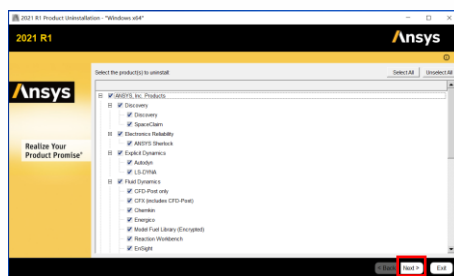 2021 R1 Product Uninstallation - "Windows x64"
2021 R1
Ansys
Select the product(s) to uninstall
Select All
Unselect All
Ansys
Realize Your
Product Promise®
ANSYS, Inc. Products
Discovery
Discovery
SpaceClaim
Electronics Reliability
ANSYS Sherlock
Explicit Dynamics
Autodyn
LS-DYNA
Fluid Dynamics
CFD-Post only
CFX (includes CFD-Post)
Chemkin
Energico
Model Fuel Library (Encrypted)
Reaction Workbench
EnSight
< Back
Next >
Exit